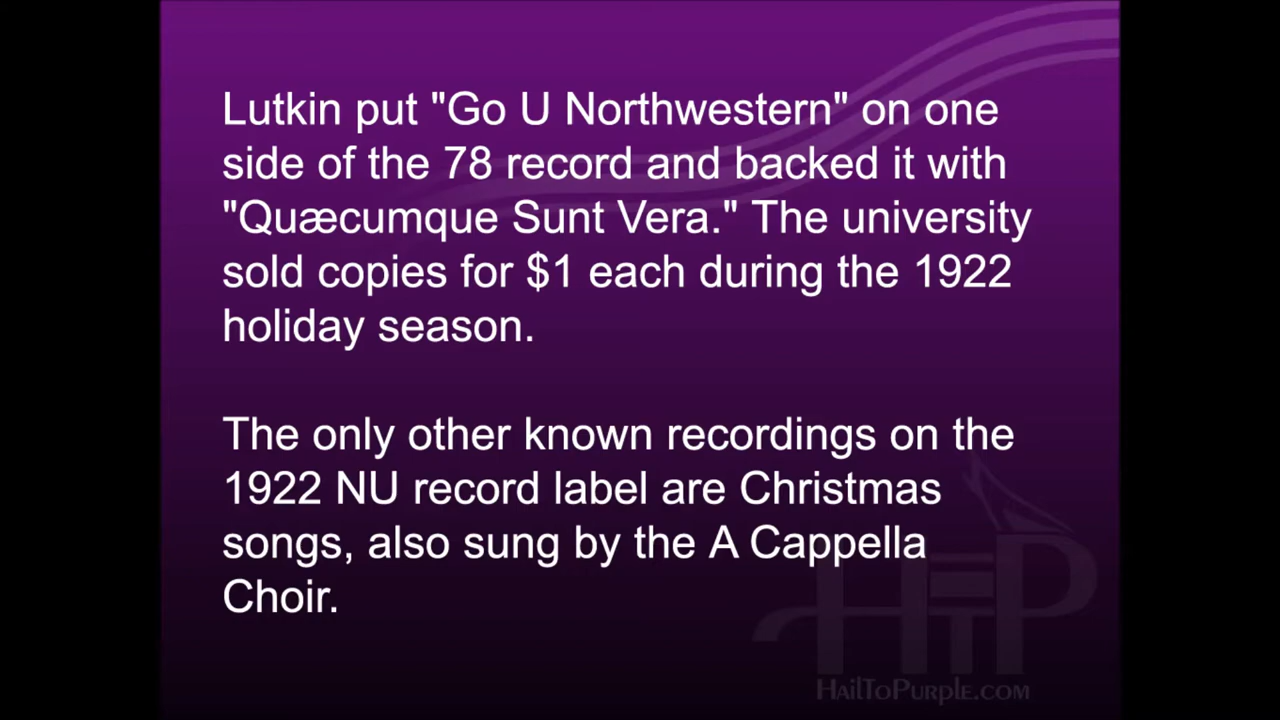 Lutkin put "Go U Northwestern" on one
side of the 78 record and backed it with
"Quæcumque Sunt Vera." The university
sold copies for $1 each during the 1922
holiday season.
The only other known recordings on the
1922 NU record label are Christmas
songs, also sung by the A Cappella
Choir.
HTP
HAILTOPURPLE.COM